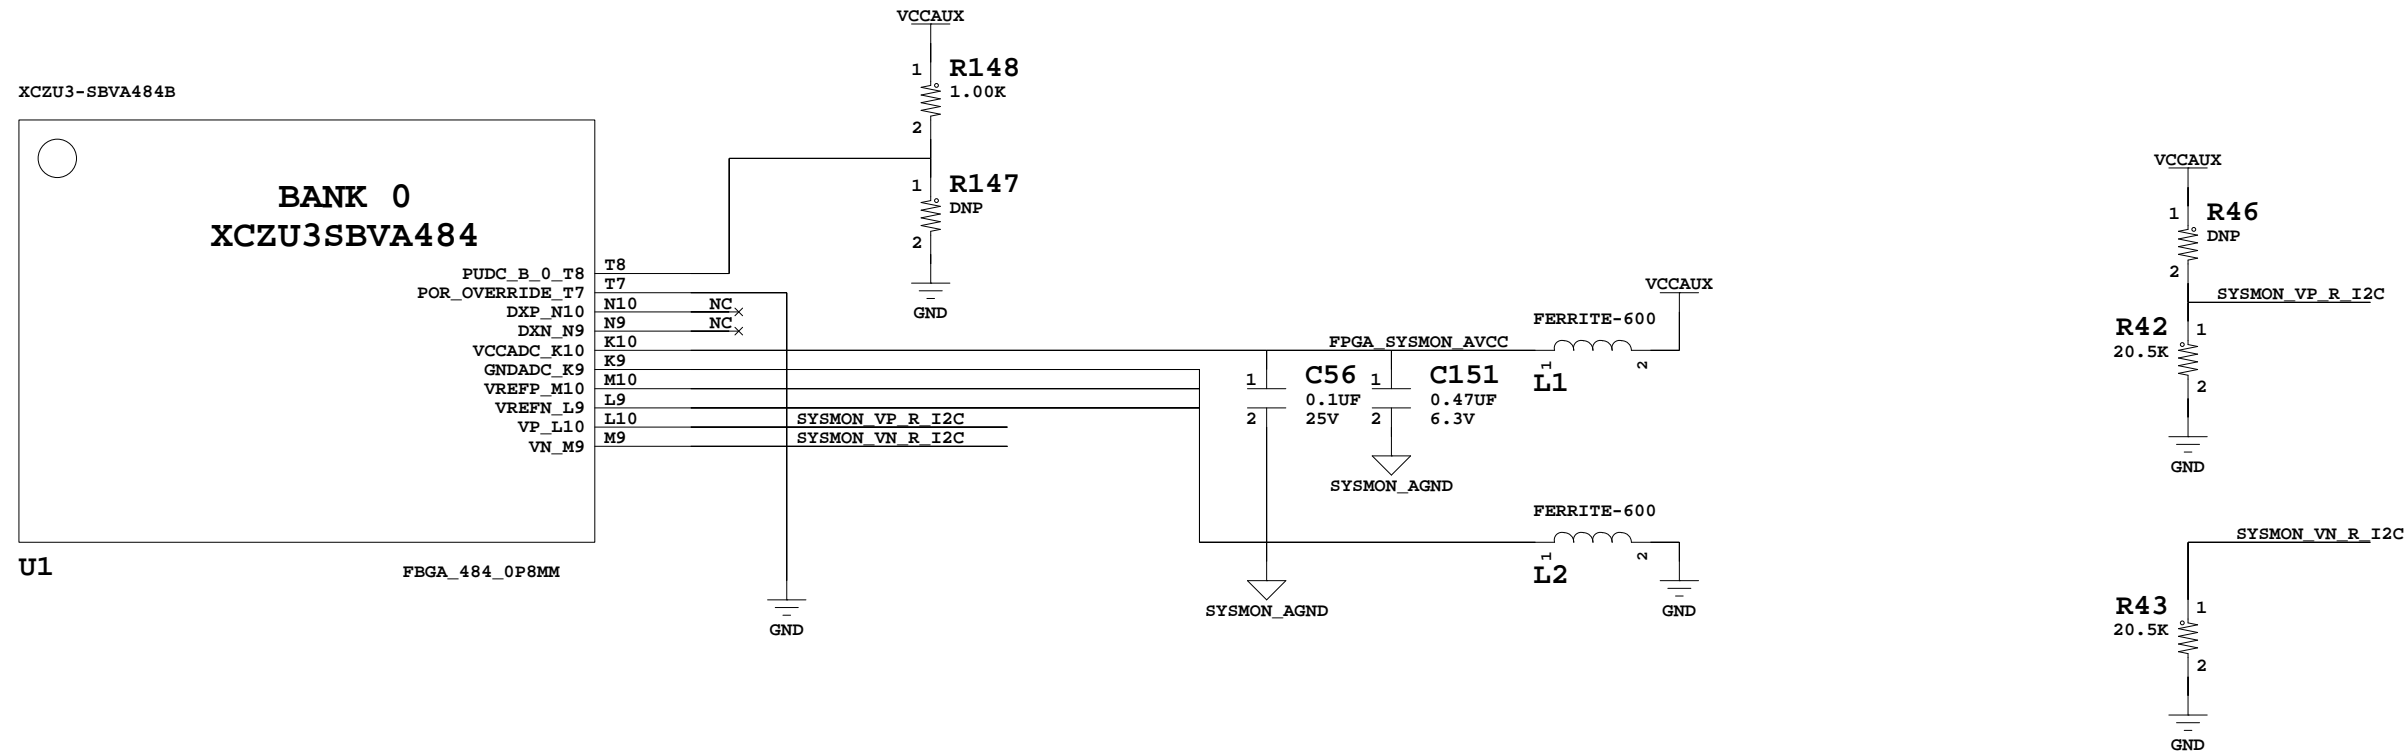 VCCAUX
1
R148
1.00K
2
1
R147
DNP
2
GND
XCZU3-SBVA484B
BANK 0
XCZU3SBVA484
PUDC_B_0_T8
T8
POR_OVERRIDE_T7
T7
DXP_N10
N10
NC
DXN_N9
N9
NC
VCCADC_K10
K10
GNDADC_K9
K9
VREFP_M10
M10
VREFN_L9
L9
VP_L10
L10
SYSMON_VP_R_I2C
VN_M9
M9
SYSMON_VN_R_I2C
U1
FBGA_484_0P8MM
GND
VCCAUX
FERRITE-600
FPGA_SYSMON_AVCC
1
2
L1
1
C56
0.1UF
2
25V
1
C151
0.47UF
2
6.3V
SYSMON_AGND
FERRITE-600
1
2
L2
SYSMON_AGND
GND
VCCAUX
1
R46
DNP
2
SYSMON_VP_R_I2C
R42
1
20.5K
2
GND
SYSMON_VN_R_I2C
R43
1
20.5K
2
GND